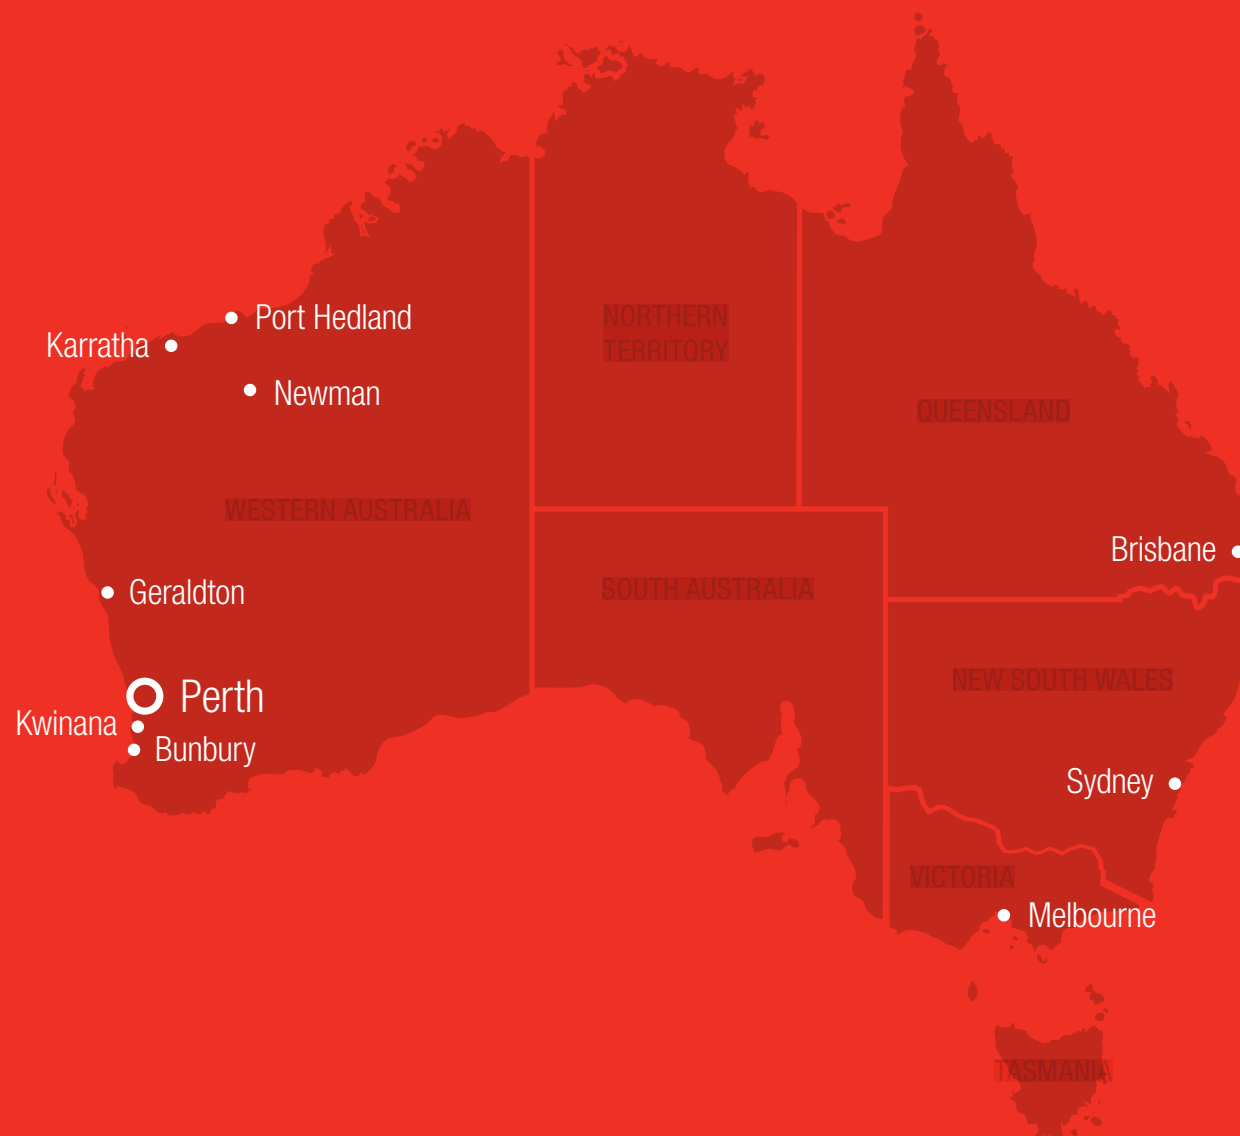 Port Hedland
Karratha
Newman
NORTHERN
TERRITORY
QUEENSLAND
WESTERN AUSTRALIA
Brisbane
Geraldton
SOUTH AUSTRALIA
Perth
NEW SOUTH WALES
Kwinana
Bunbury
Sydney
VICTORIA
Melbourne
TASMANIA